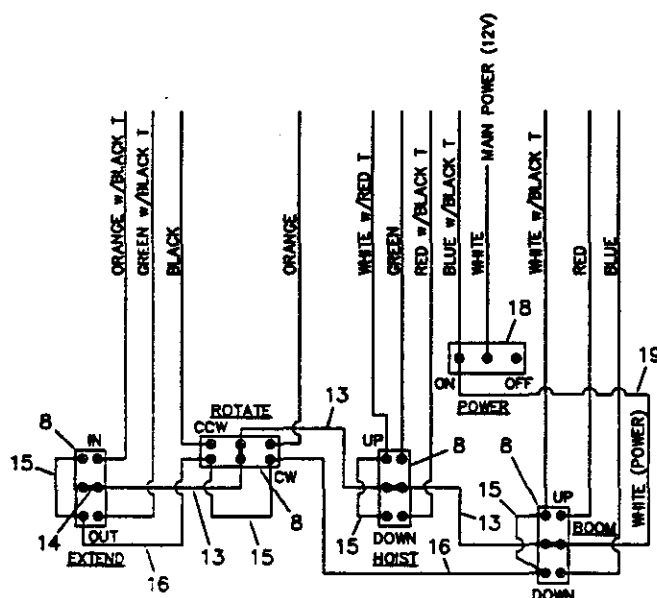 ORANGE w/BLACK T
GREEN w/BLACK T
BLACK
ORANGE
WHITE w/RED T
GREEN
RED w/BLACK T
BLUE w/BLACK T
WHITE
MAIN POWER (12V)
WHITE w/BLACK T
RED
BLUE
18
ON
OFF
POWER
19
WHITE (POWER)
8
IN
15
14
OUT
EXTEND
16
13
ROTATE
CCW
CW
15
8
13
UP
8
15
DOWN
HOIST
13
16
8
15
UP
BOOM
DOWN